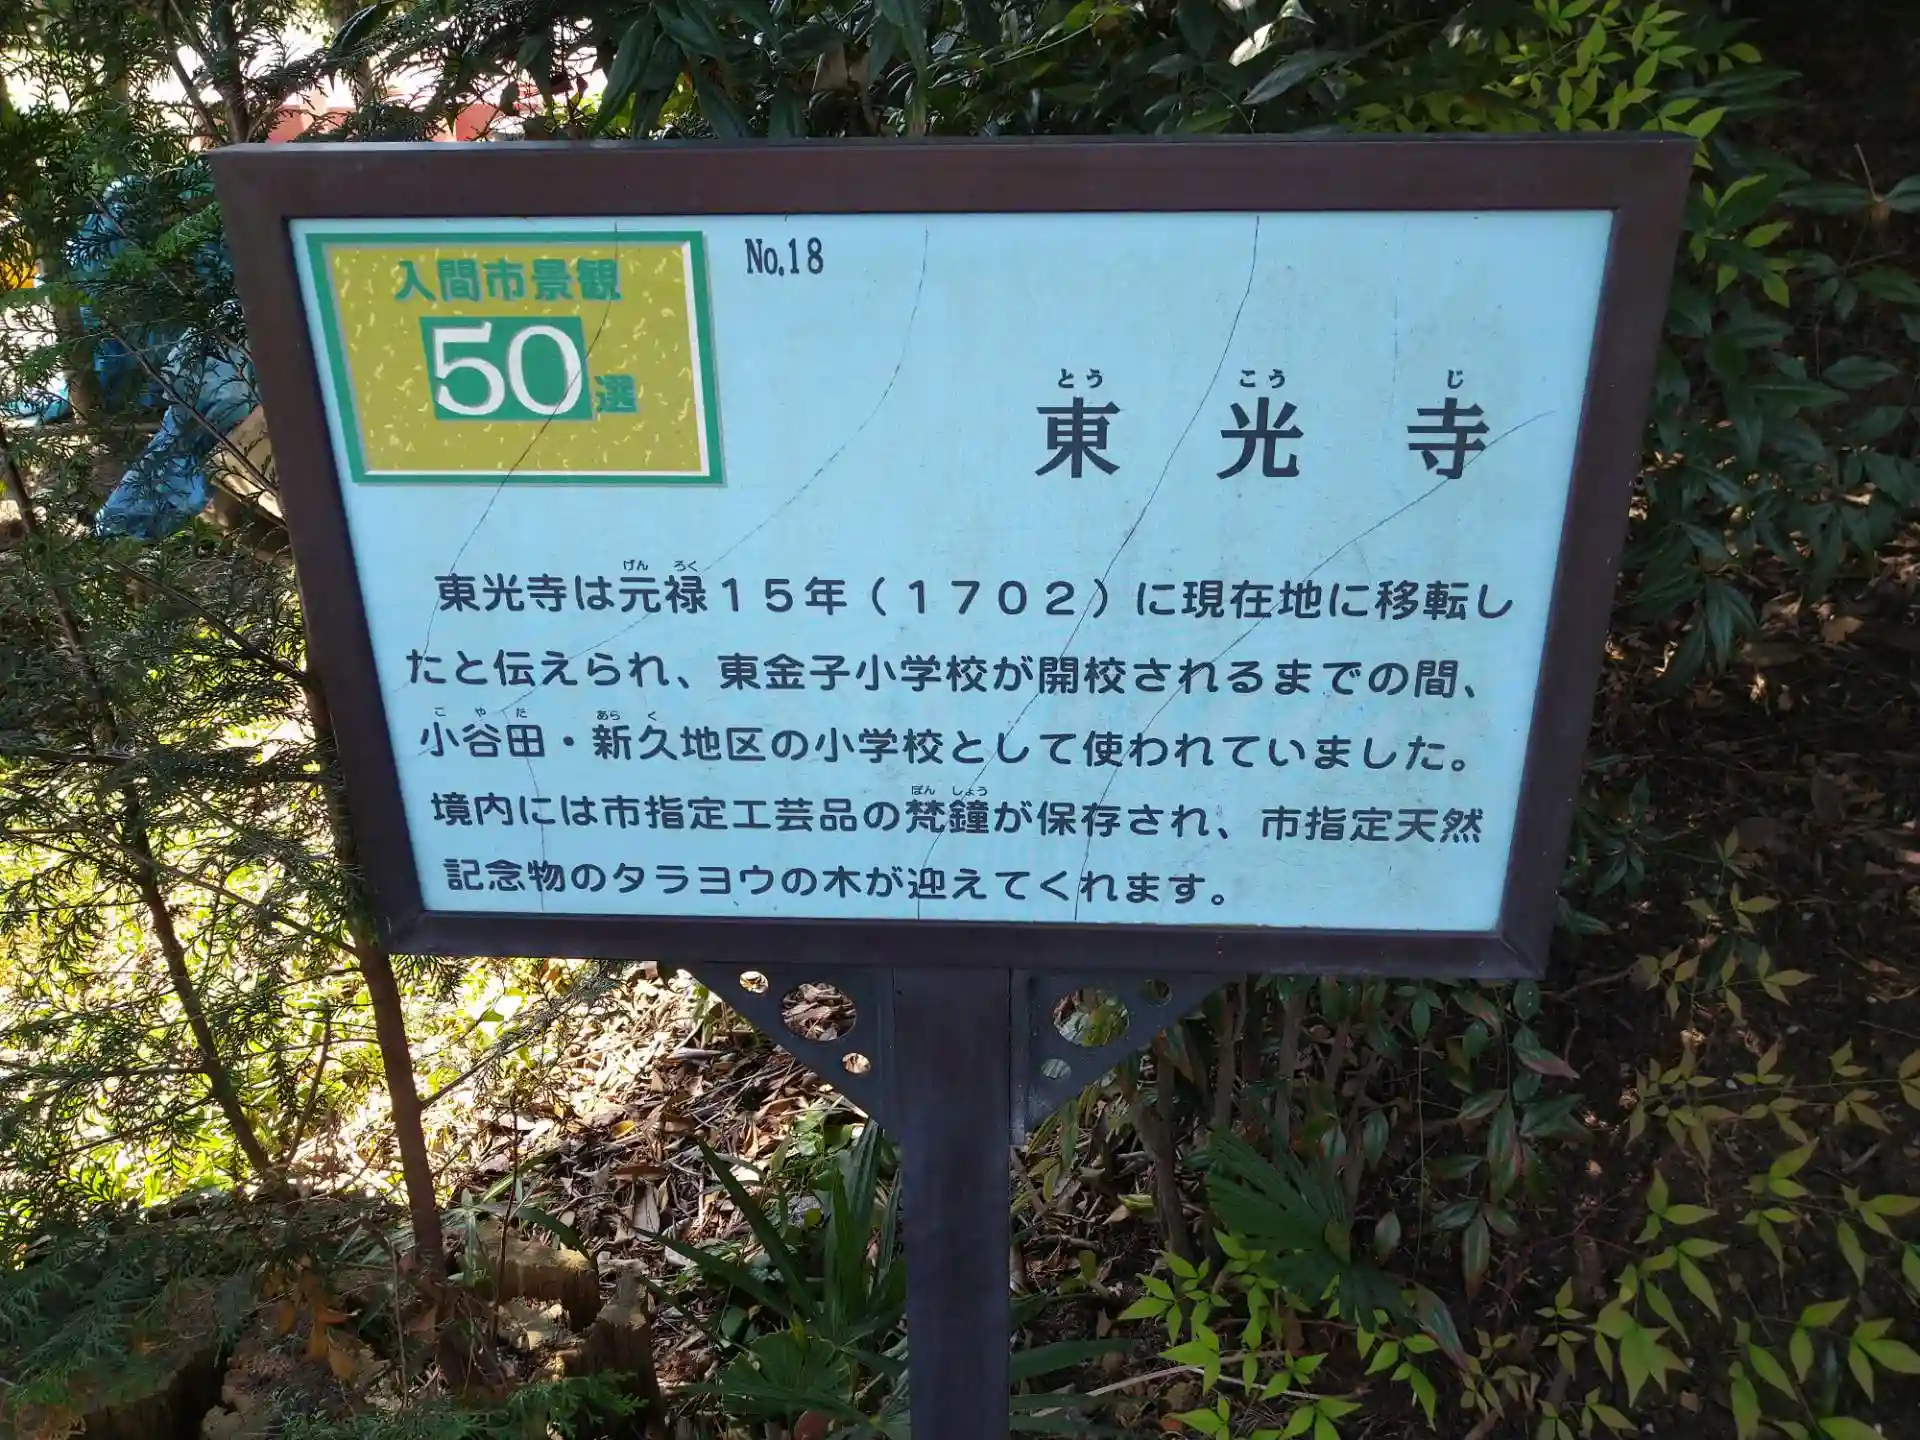 入間市景観
50選
No.18
とう こう じ
東光寺
げん ろく
東光寺は元禄15年(1702)に現在地に移転し
たと伝えられ、東金子小学校が開校されるまでの間、
こ や た あら く
小谷田・新久地区の小学校として使われていました。
ぼん しょう
境内には市指定工芸品の梵鐘が保存され、市指定天然
記念物のタラヨウの木が迎えてくれます。